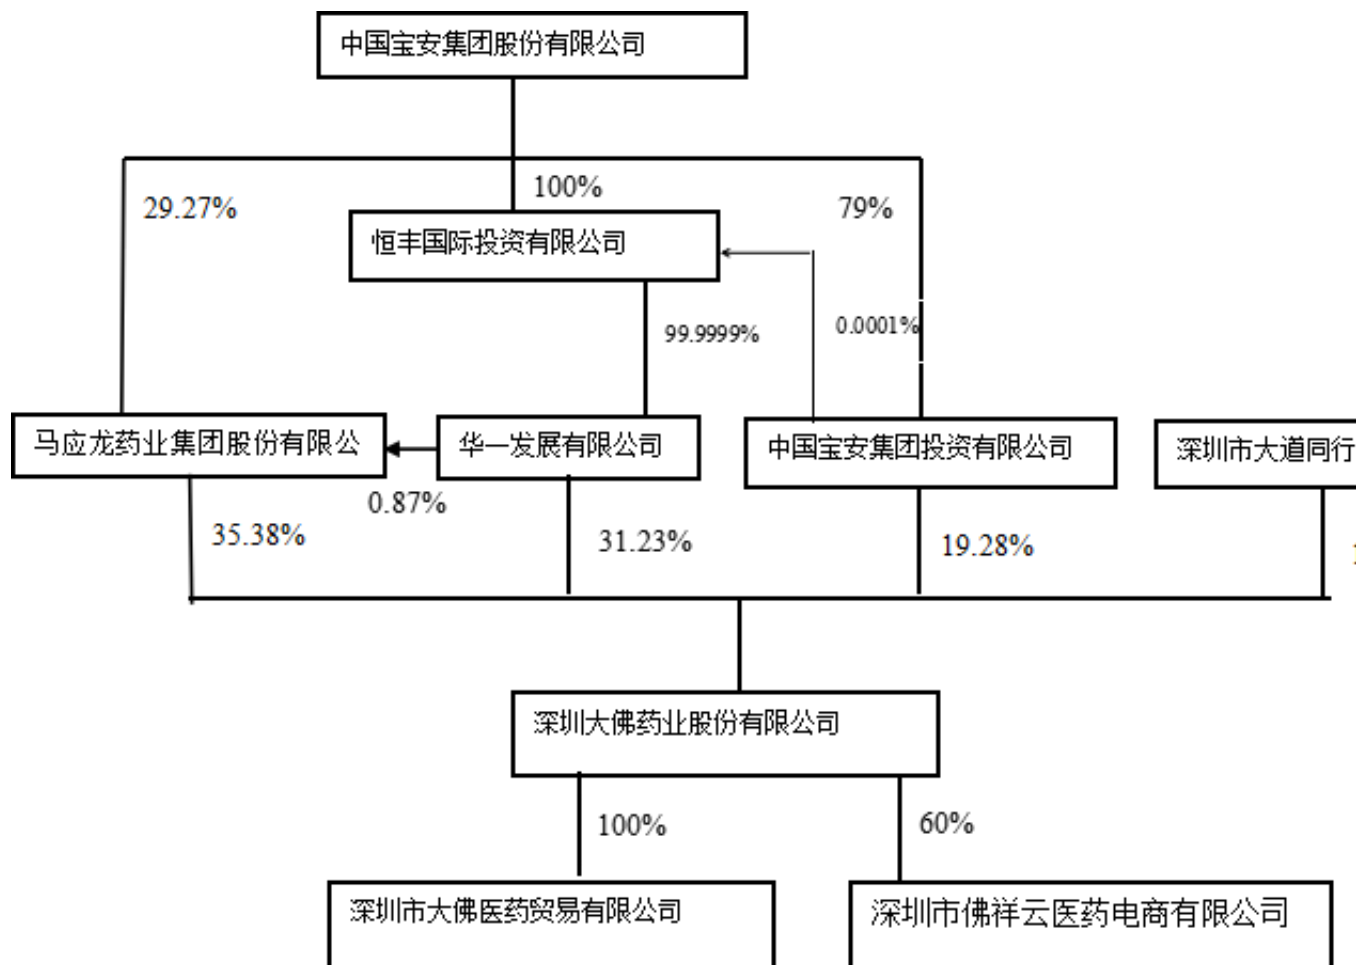 中国宝安集团股份有限公司
29.27%
100%
79%
恒丰国际投资有限公司
99.9999%
0.0001%
马应龙药业集团股份有限公
华一发展有限公司
中国宝安集团投资有限公司
深圳市大道同行
0.87%
35.38%
31.23%
19.28%
深圳大佛药业股份有限公司
100%
60%
深圳市大佛医药贸易有限公司
深圳市佛祥云医药电商有限公司